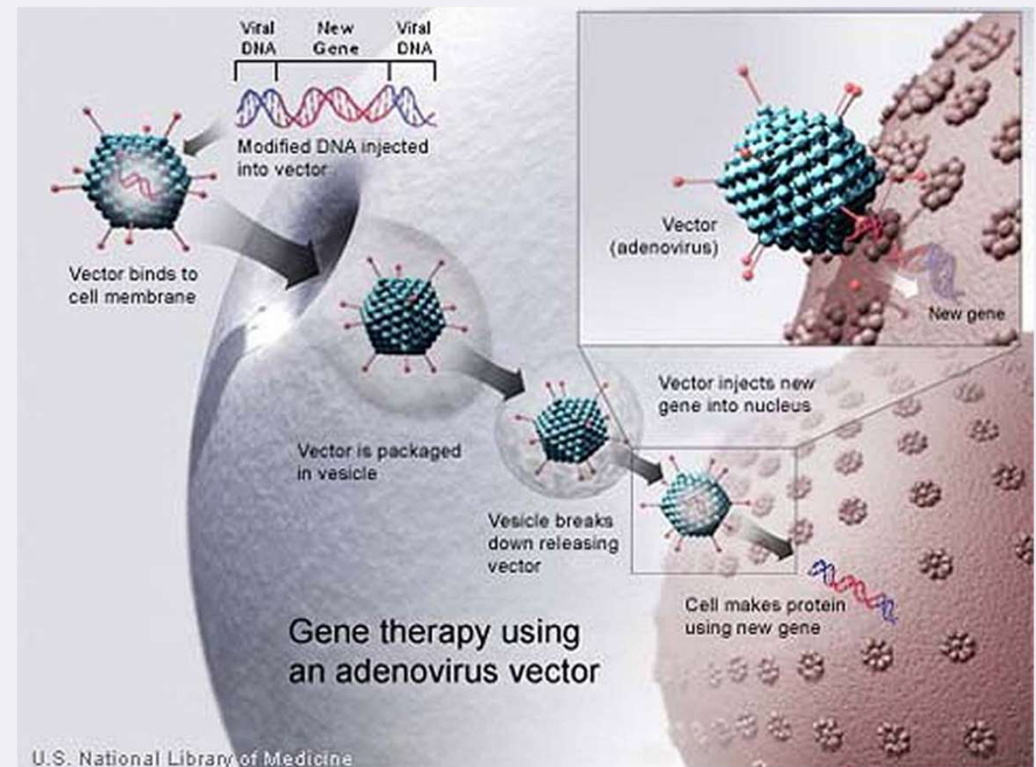 Viral
DNA
New
Gene
Viral
DNA
Modified DNA injected
into vector
Vector binds to
cell membrane
Vector
(adenovirus)
New gene
Vector injects new
gene into nucleus
Vector is packaged
in vesicle
Vesicle breaks
down releasing
vector
Cell makes protein
using new gene
Gene therapy using
an adenovirus vector
U.S. National Library of Medicine